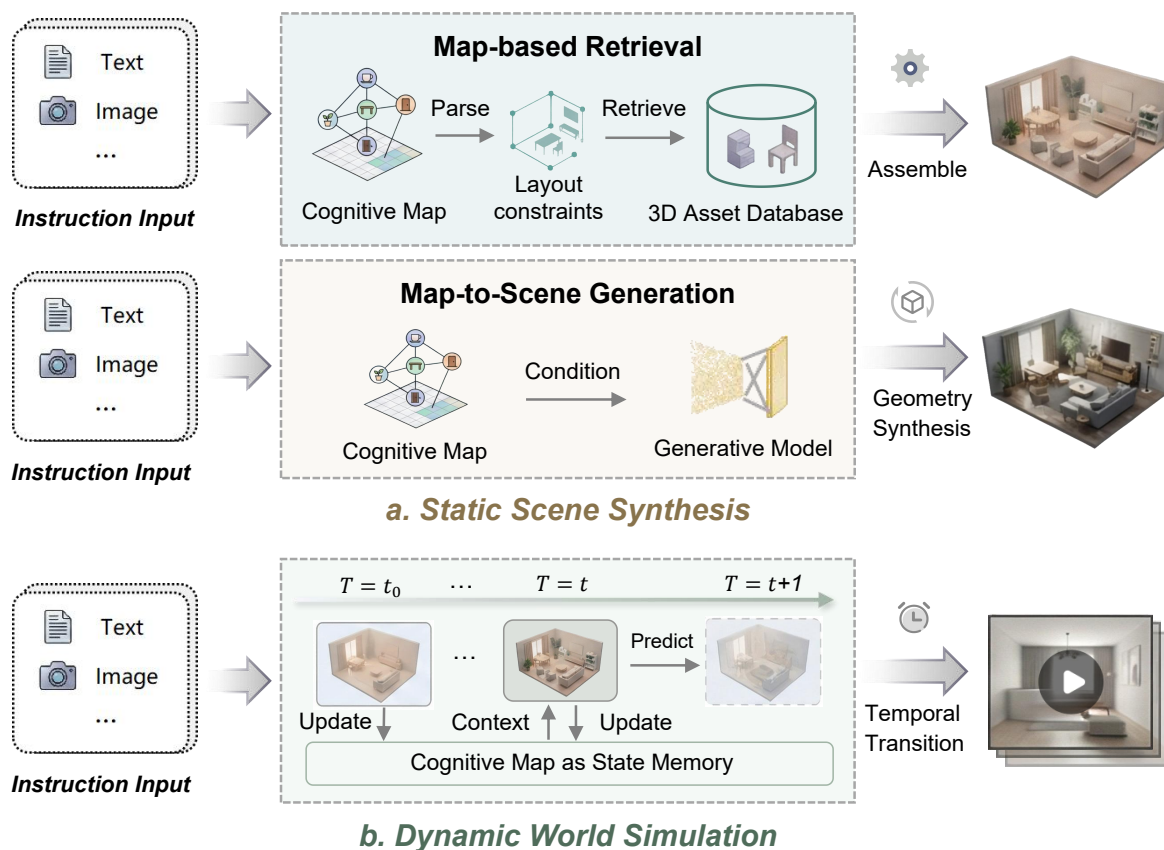 Text
Image
...
Instruction Input
Map-based Retrieval
Parse
Retrieve
Cognitive Map
Layout
constraints
3D Asset Database
Assemble
Text
Image
...
Instruction Input
Map-to-Scene Generation
Condition
Cognitive Map
Generative Model
Geometry
Synthesis
a. Static Scene Synthesis
Text
Image
...
Instruction Input
T = t₀ ... T = t T = t+1
...
Predict
Update
Context
Update
Cognitive Map as State Memory
Temporal
Transition
b. Dynamic World Simulation